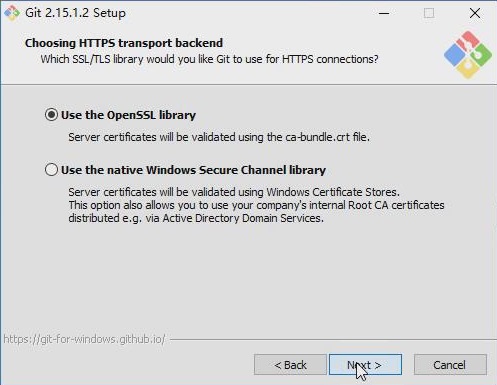 Git 2.15.1.2 Setup
Choosing HTTPS transport backend
Which SSL/TLS library would you like Git to use for HTTPS connections?
Use the OpenSSL library
Server certificates will be validated using the ca-bundle.crt file.
Use the native Windows Secure Channel library
Server certificates will be validated using Windows Certificate Stores.
This option also allows you to use your company's internal Root CA certificates
distributed e.g. via Active Directory Domain Services.
https://git-for-windows.github.io/
< Back
Next >
Cancel